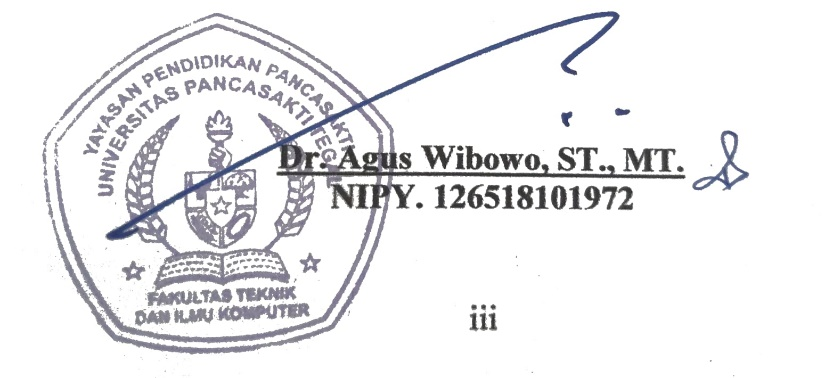 YAYASAN PENDIDIKAN PANCASAKTI
UNIVERSITAS PANCASAKTI TEGAL
Dr. Agus Wibowo, ST., MT.
NIPY. 126518101972
FAKULTAS TEKNIK
DAN ILMU KOMPUTER
iii